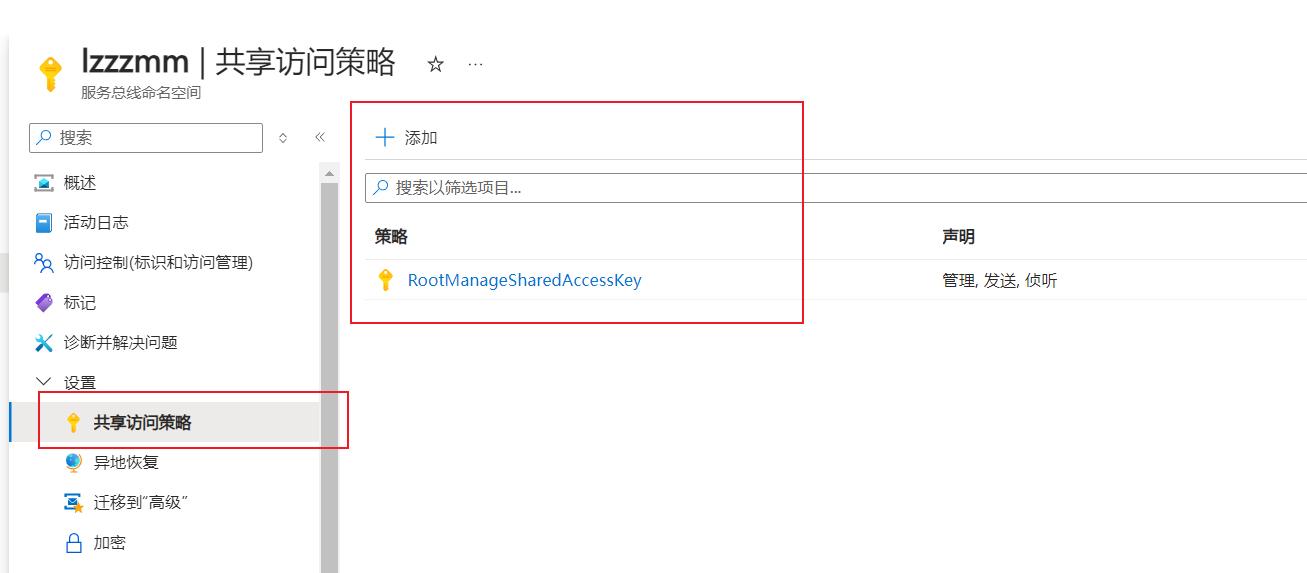 lzzzmm | 共享访问策略
服务总线命名空间
搜索
添加
搜索以筛选项目...
策略
声明
RootManageSharedAccessKey
管理, 发送, 侦听
概述
活动日志
访问控制(标识和访问管理)
标记
诊断并解决问题
设置
共享访问策略
异地恢复
迁移到“高级”
加密